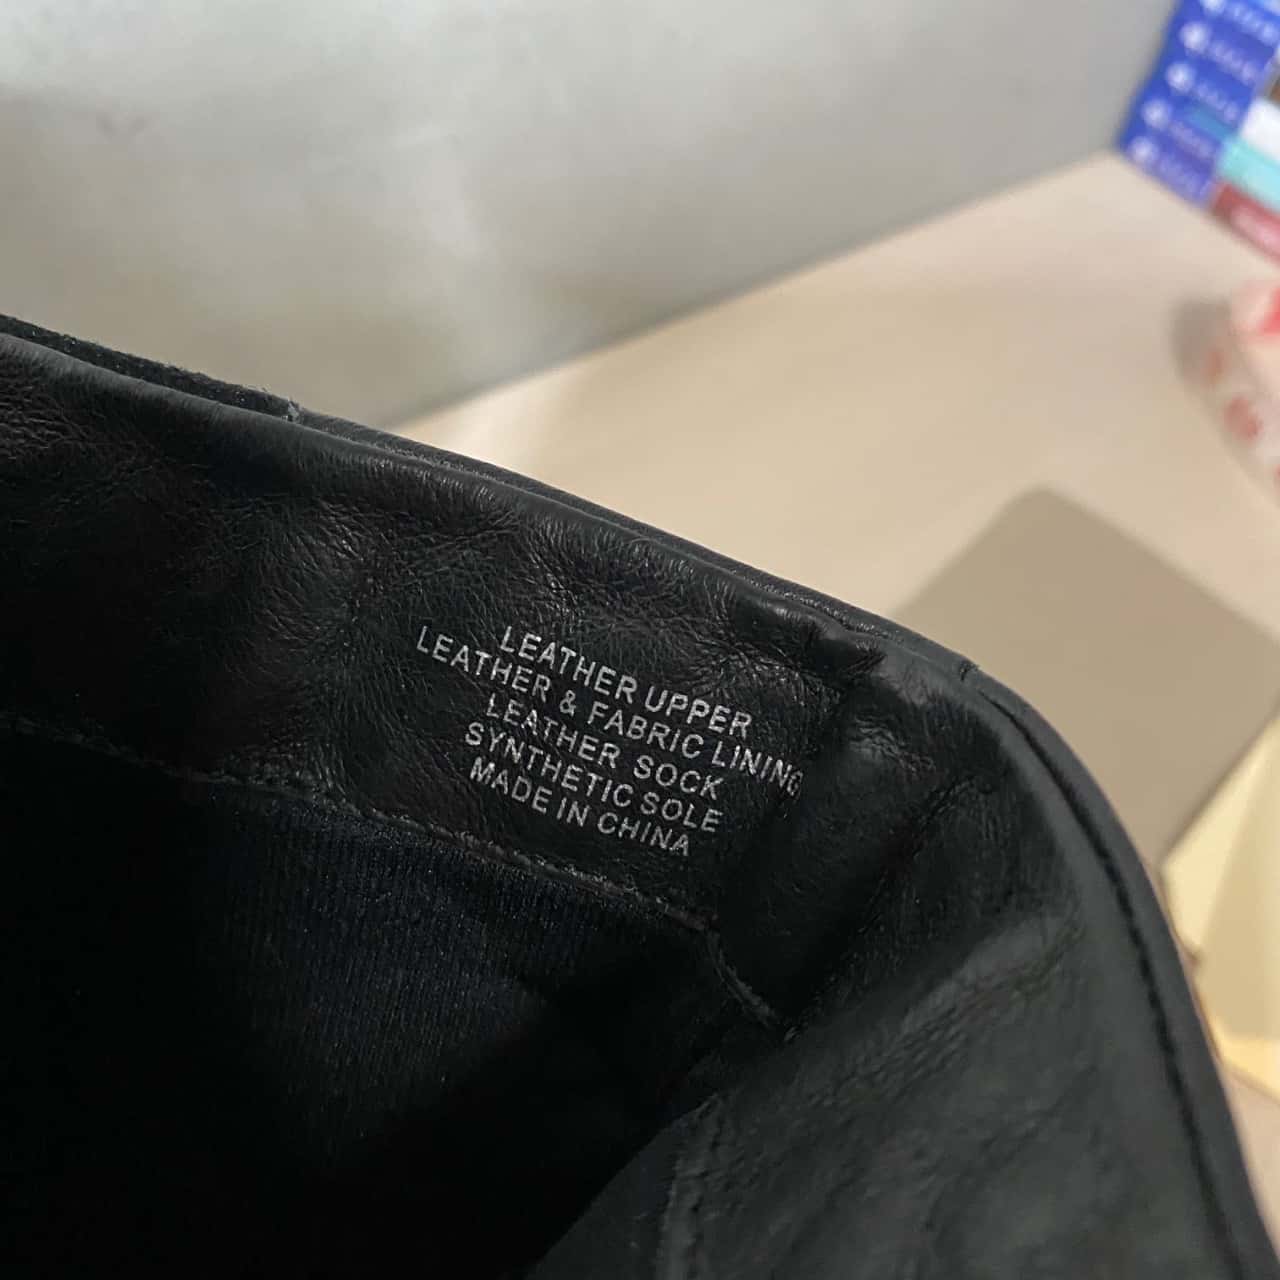 LEATHER UPPER
LEATHER & FABRIC LINING
LEATHER SOCK
SYNTHETIC SOLE
MADE IN CHINA